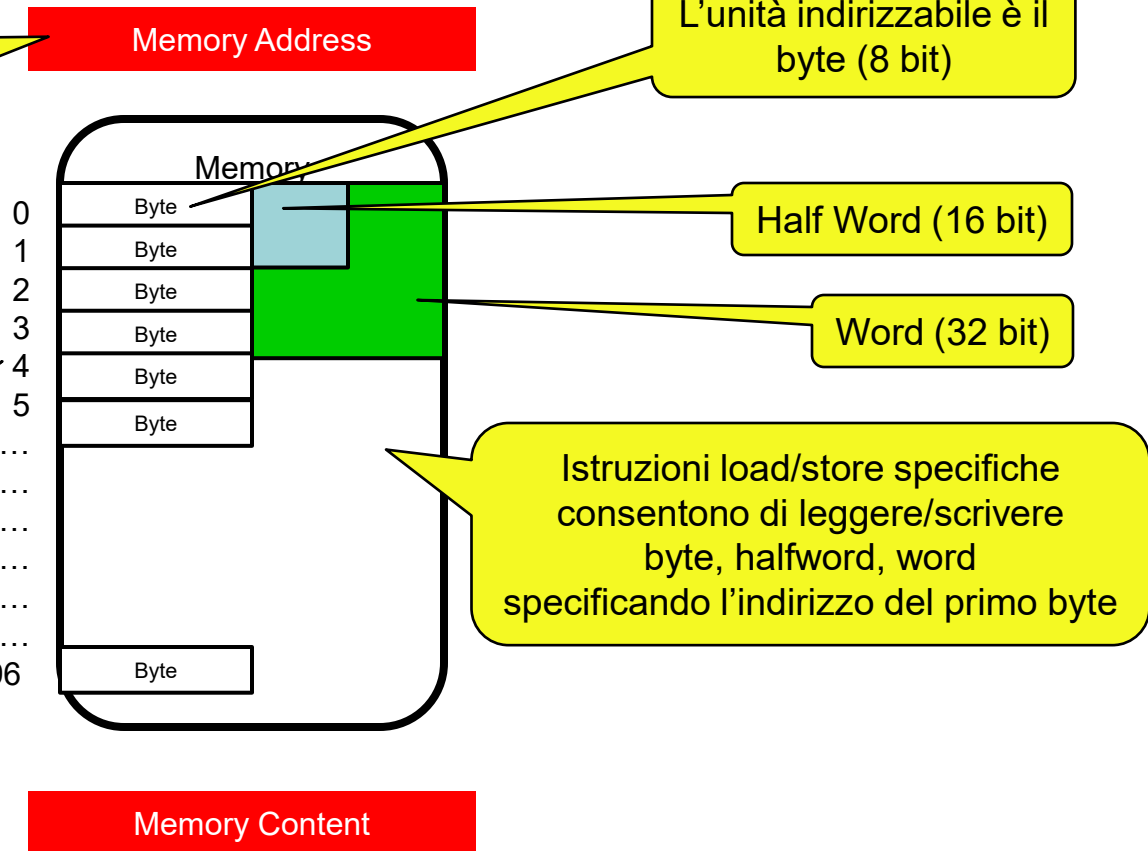 Memory Address
L'unità indirizzabile è il
byte (8 bit)
Memory
0
Byte
1
Byte
2
Byte
3
Byte
4
Byte
5
Byte
...
...
...
...
...
...
Byte
Half Word (16 bit)
Word (32 bit)
Istruzioni load/store specifiche
consentono di leggere/scrivere
byte, halfword, word
specificando l'indirizzo del primo byte
Memory Content